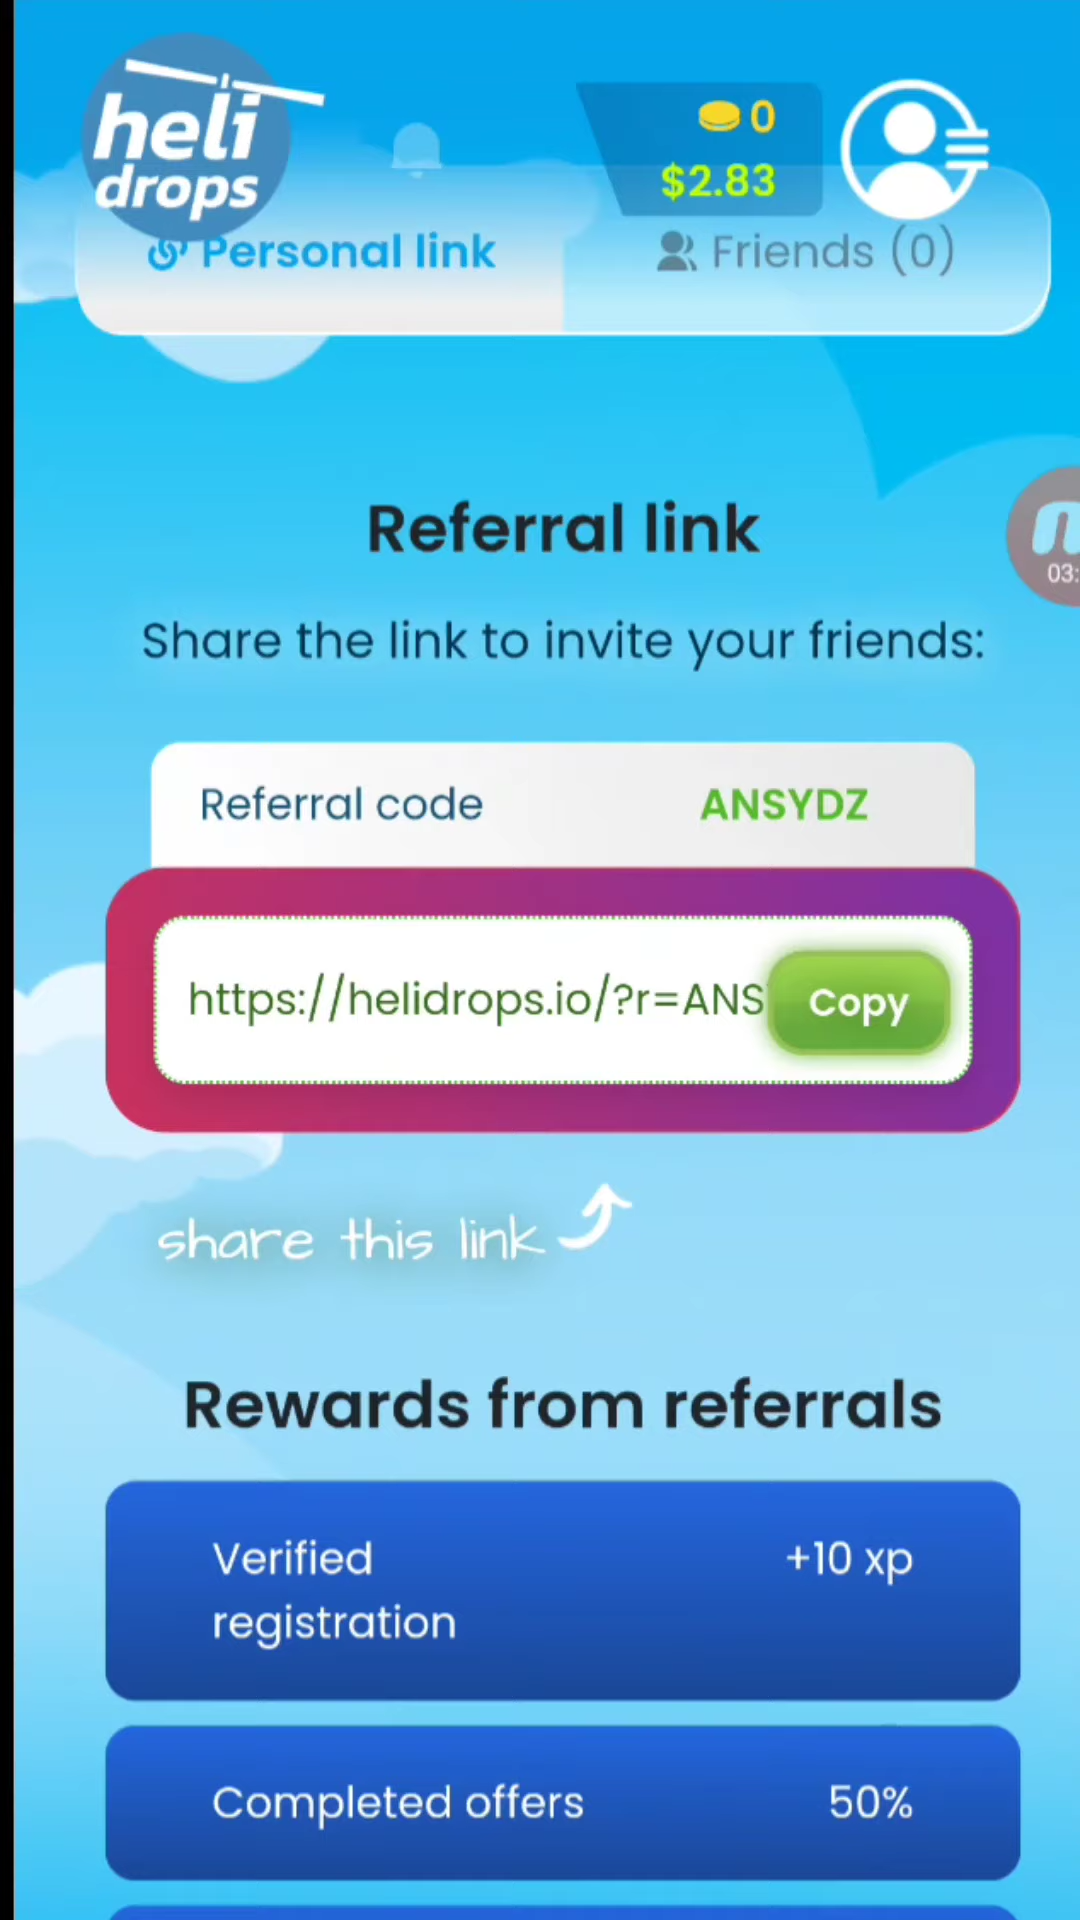 heli
drops
0
$2.83
Personal link
Friends (0)
Referral link
03:
Share the link to invite your friends:
Referral code
ANSYDZ
https://helidrops.io/?r=ANS
Copy
share this link
Rewards from referrals
Verified
registration
+10 xp
Completed offers
50%